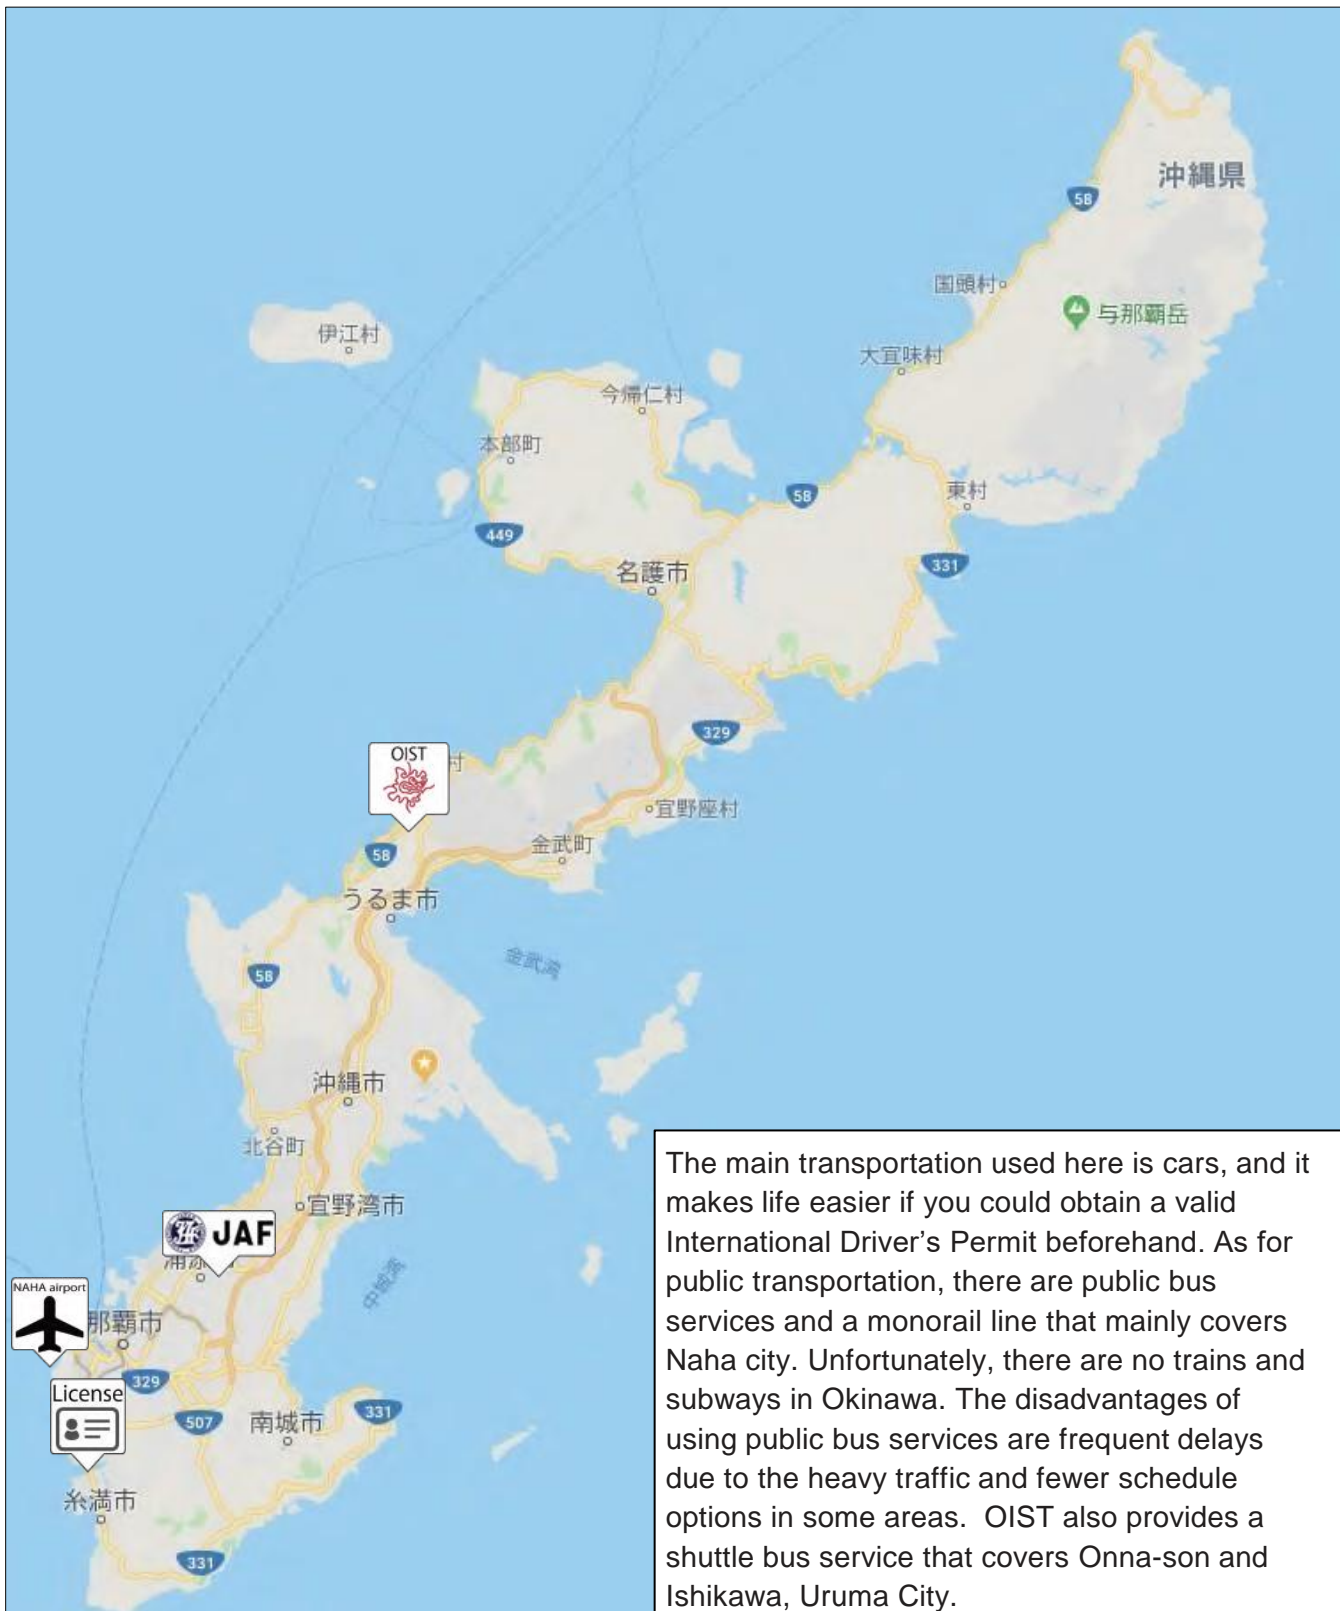 沖縄県
58
国頭村
与那覇岳
伊江村
大宜味村
今帰仁村
本部町
58
東村
449
331
名護市
329
OIST
村
宜野座村
58
金武町
うるま市
金武湾
58
沖縄市
北谷町
宜野湾市
JAF
中城湾
NAHA airport
那覇市
329
License
507
331
南城市
糸満市
331
The main transportation used here is cars, and it
makes life easier if you could obtain a valid
International Driver’s Permit beforehand. As for
public transportation, there are public bus
services and a monorail line that mainly covers
Naha city. Unfortunately, there are no trains and
subways in Okinawa. The disadvantages of
using public bus services are frequent delays
due to the heavy traffic and fewer schedule
options in some areas.  OIST also provides a
shuttle bus service that covers Onna-son and
Ishikawa, Uruma City.